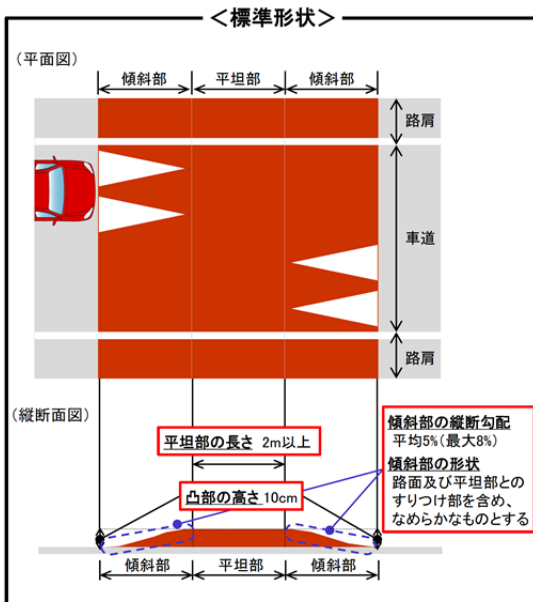 ＜標準形状＞
（平面図）
傾斜部 平坦部 傾斜部
路肩
車道
路肩
（縦断面図）
平坦部の長さ 2m以上
凸部の高さ 10cm
傾斜部の縦断勾配
平均5%（最大8%）
傾斜部の形状
路面及び平坦部との
すりつけ部を含め、
なめらかなものとする
傾斜部 平坦部 傾斜部